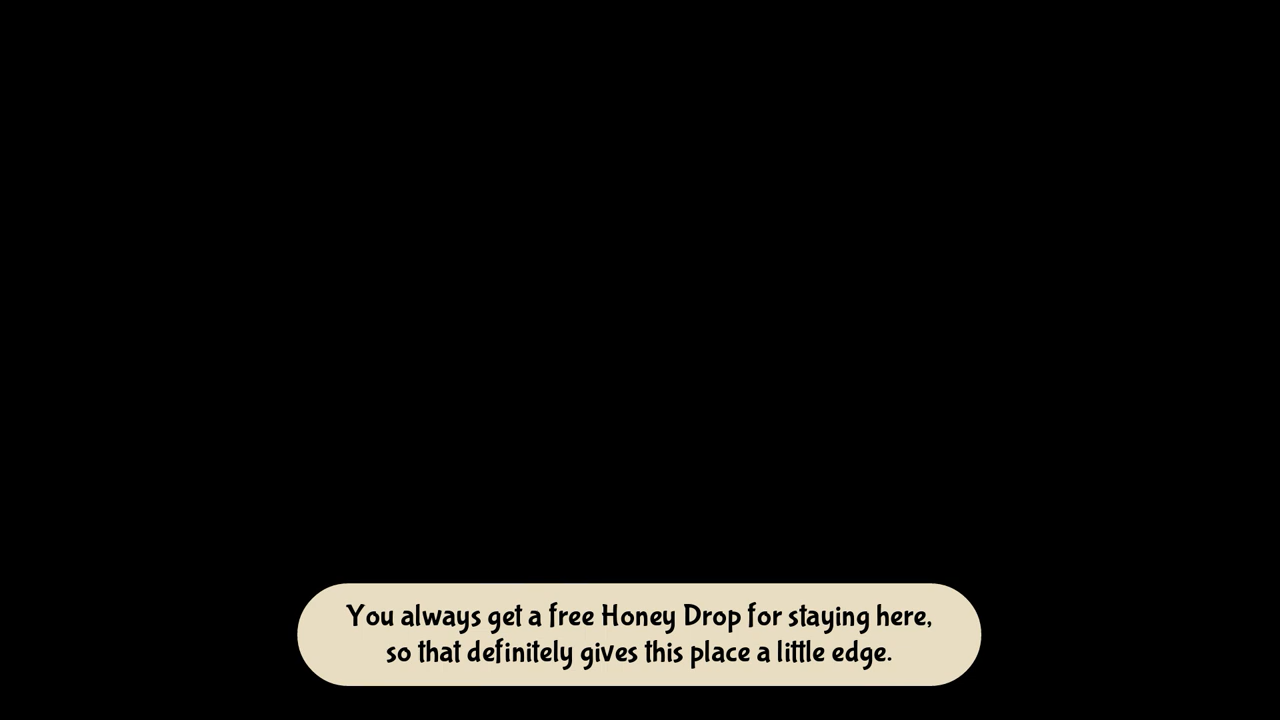 You always get a free Honey Drop for staying here,
so that definitely gives this place a little edge.